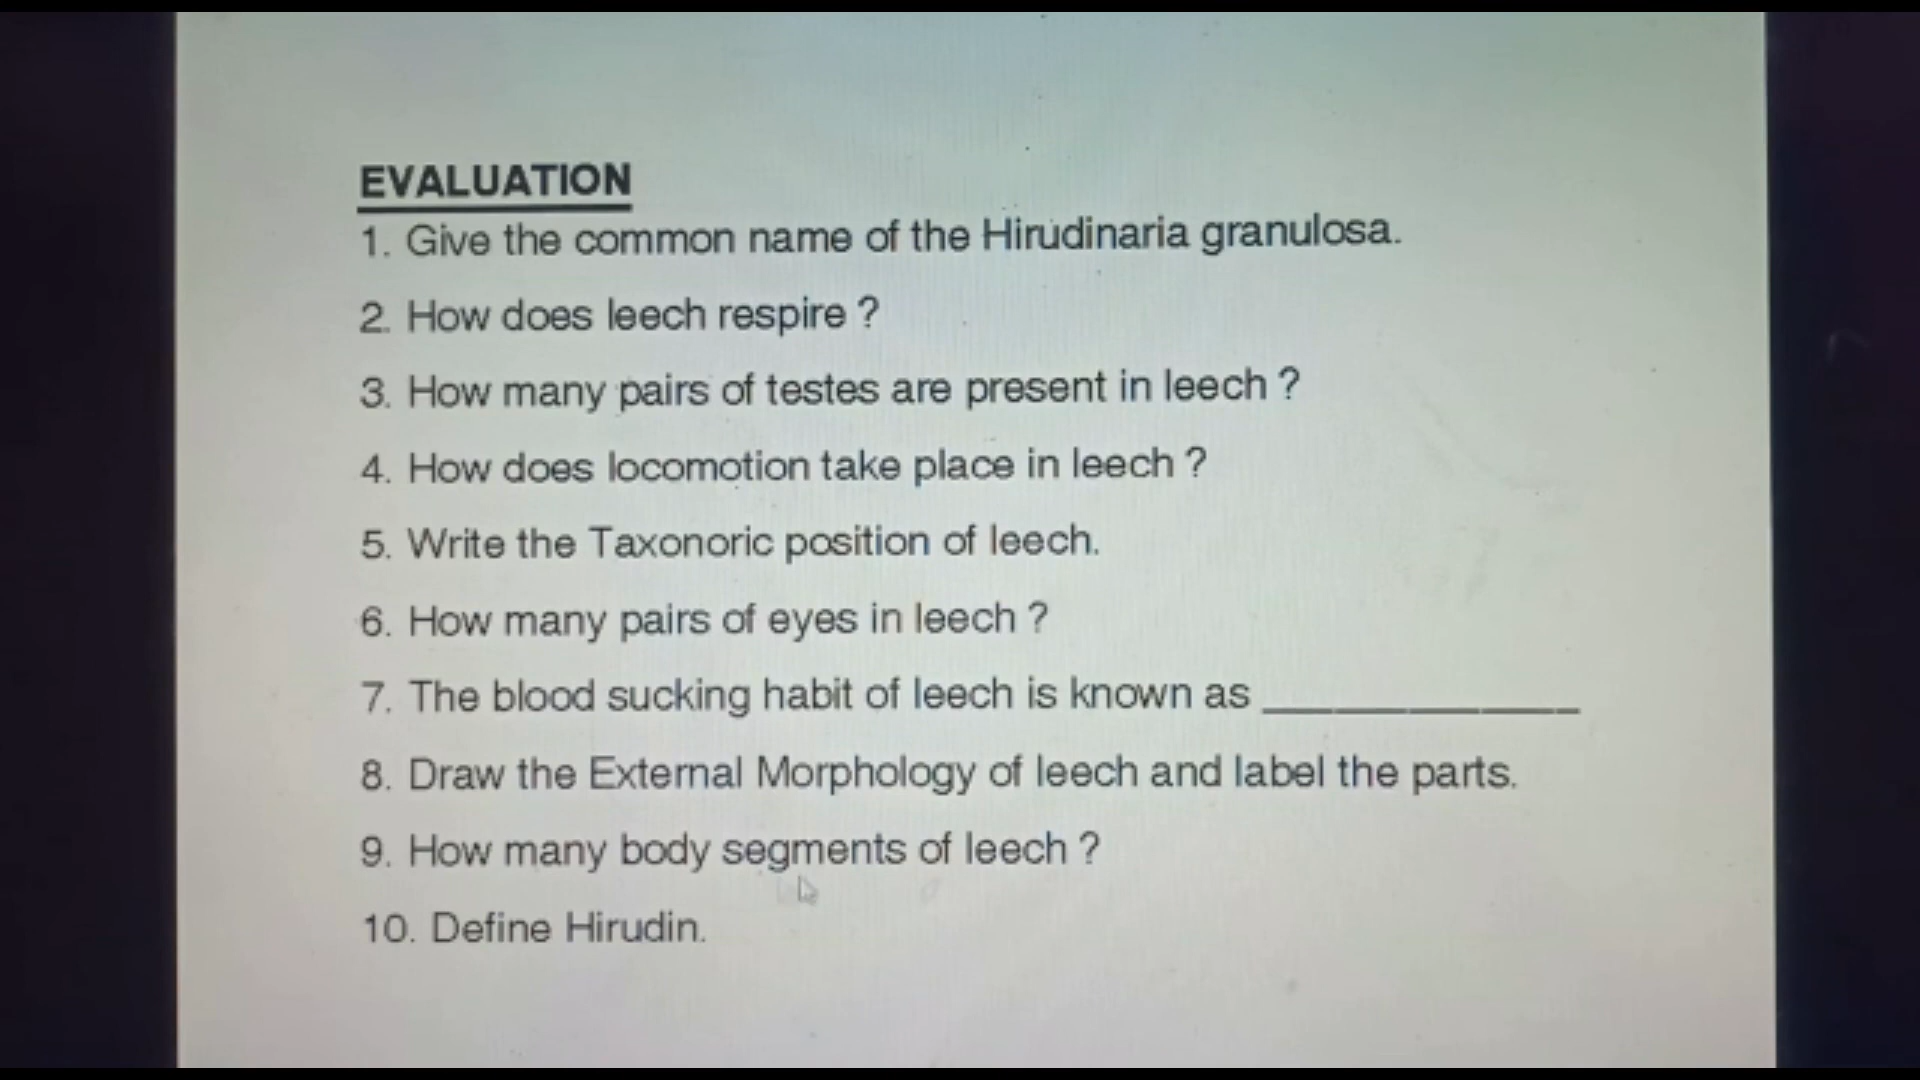 EVALUATION
1. Give the common name of the Hirudinaria granulosa.
2. How does leech respire ?
3. How many pairs of testes are present in leech ?
4. How does locomotion take place in leech ?
5. Write the Taxonoric position of leech.
6. How many pairs of eyes in leech ?
7. The blood sucking habit of leech is known as _______________
8. Draw the External Morphology of leech and label the parts.
9. How many body segments of leech ?
10. Define Hirudin.